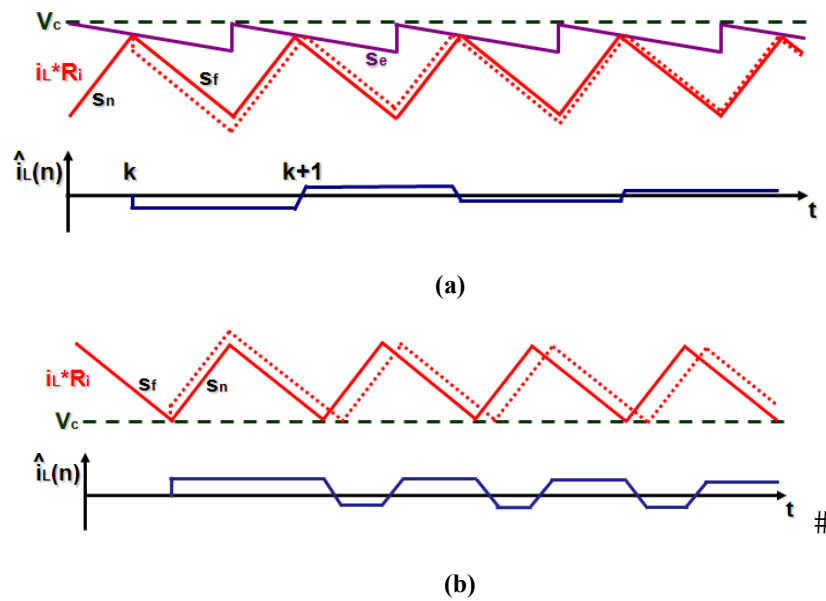 Vc
iL*Ri
sn
sf
se
îL(n)
k
k+1
t
(a)
iL*Ri
sf
sn
Vc
îL(n)
t
#
(b)